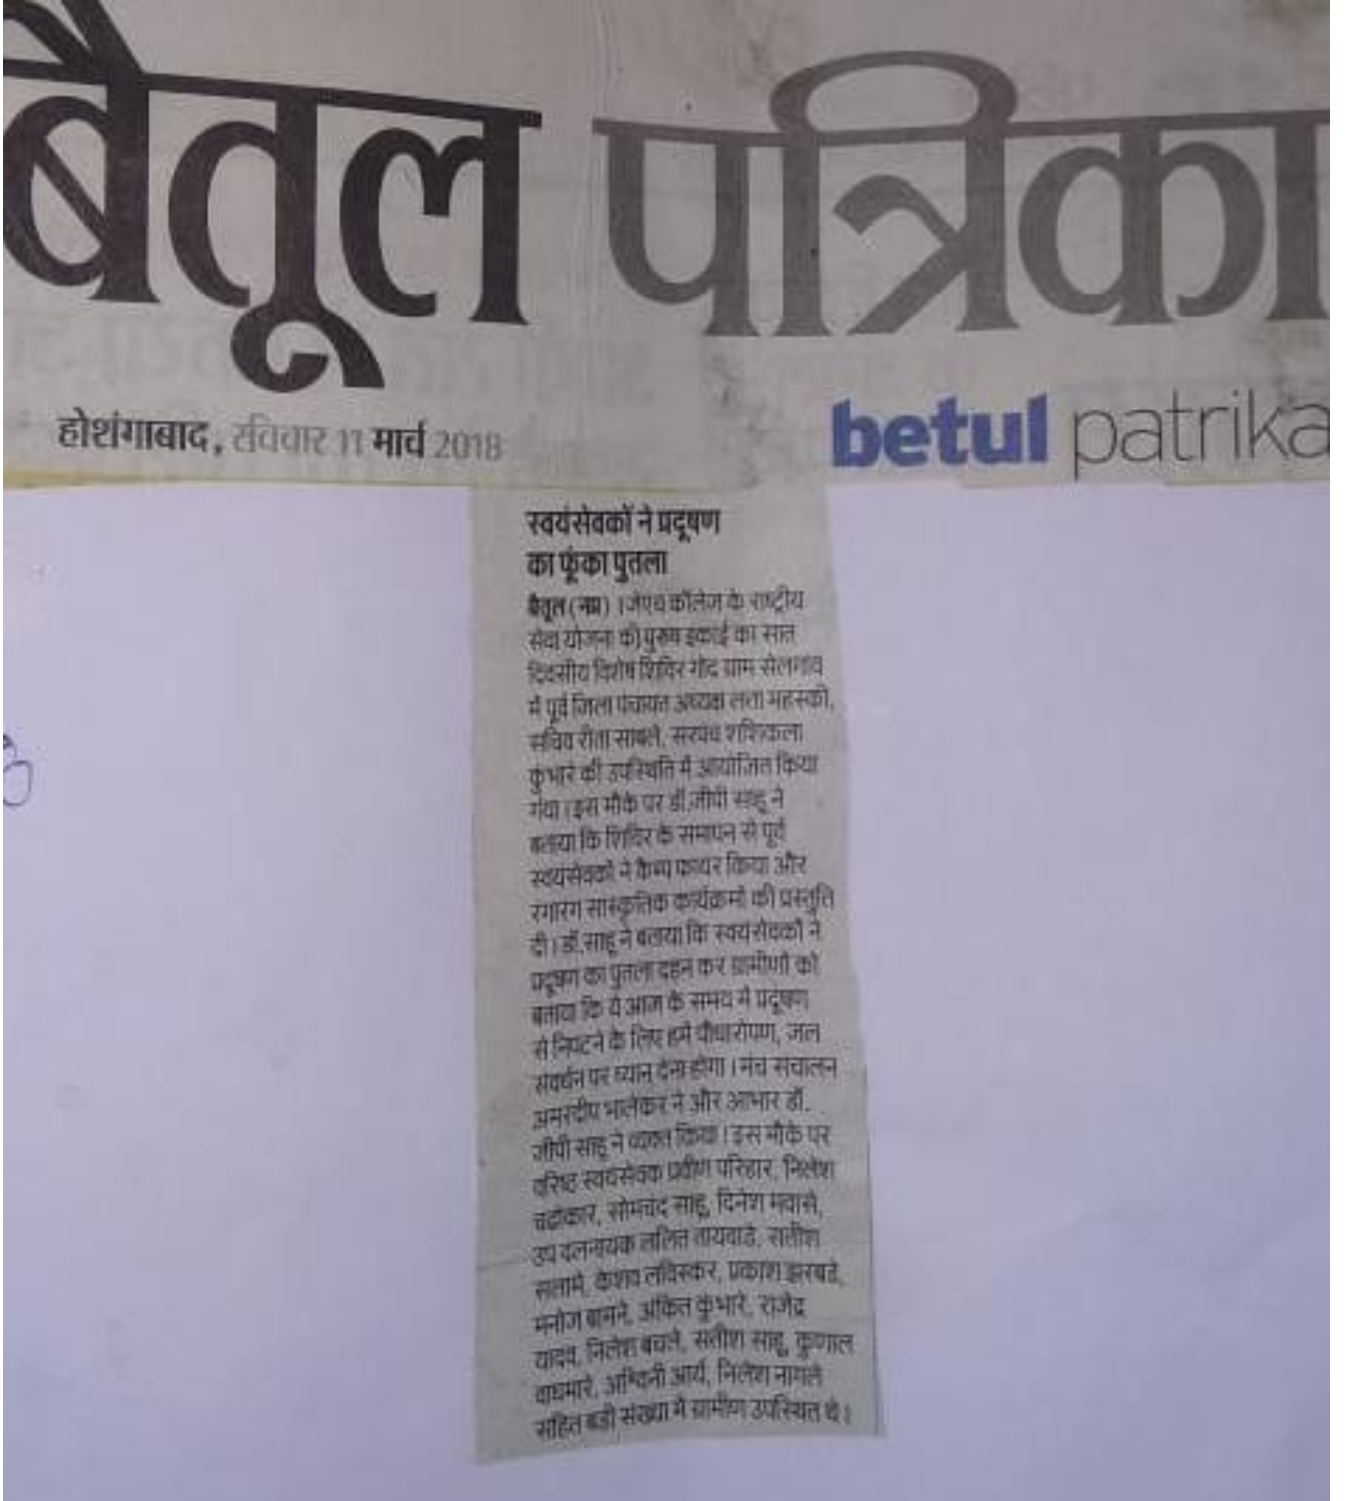 बैतूल पत्रिका
होशंगाबाद, रविवार 11 मार्च 2018
betul patrika
स्वयंसेवकों ने प्रदूषण
का फूंका पुतला
बैतूल (नप्र) । जेएच कॉलेज के राष्ट्रीय
सेवा योजना की पुरुष इकाई का सात
दिवसीय विशेष शिविर गोद ग्राम सेलगांव
में पूर्व जिला पंचायत अध्यक्ष लता महस्की,
सचिव रीता साबले, सरपंच शशिकला
कुंभारे की उपस्थिति में आयोजित किया
गया । इस मौके पर डॉ.जीपी साहू ने
बताया कि शिविर के समापन से पूर्व
स्वयंसेवकों ने कैम्प फायर किया और
रंगारंग सांस्कृतिक कार्यक्रमों की प्रस्तुति
दी । डॉ.साहू ने बताया कि स्वयंसेवकों ने
प्रदूषण का पुतला दहन कर ग्रामीणों को
बताया कि ये आज के समय में प्रदूषण
से निपटने के लिए हमें पौधारोपण, जल
संवर्धन पर ध्यान देना होगा । मंच संचालन
अमरदीप भालेकर ने और आभार डॉ.
जीपी साहू ने व्यक्त किया । इस मौके पर
वरिष्ठ स्वयंसेवक प्रवीण परिहार, निलेश
चढ़ोकार, सोमचंद साहू, दिनेश मवासे,
उप दलनायक ललित तायवाडे, सतीश
सलामे, केशव लविस्कर, प्रकाश झरबडे,
मनोज बामने, अंकित कुंभारे, राजेंद्र
यादव, निलेश बचले, सतीश साहू, कुणाल
वाघमारे, अश्विनी आर्य, निलेश नागले
सहित बड़ी संख्या में ग्रामीण उपस्थित थे ।